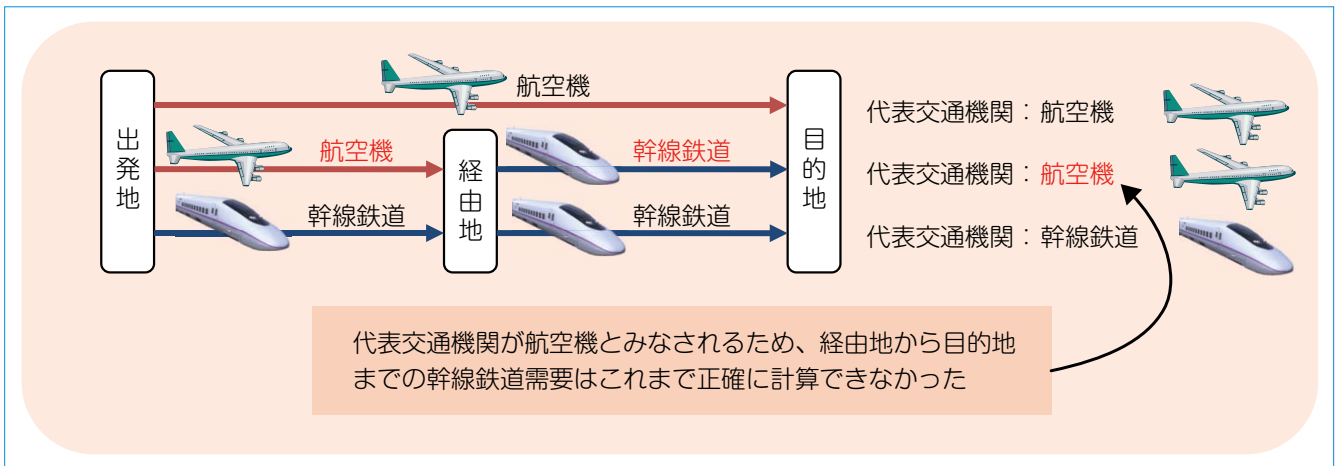 航空機
代表交通機関：航空機
出発地
航空機
経由地
幹線鉄道
目的地
代表交通機関：航空機
幹線鉄道
幹線鉄道
代表交通機関：幹線鉄道
代表交通機関が航空機とみなされるため、経由地から目的地
までの幹線鉄道需要はこれまで正確に計算できなかった